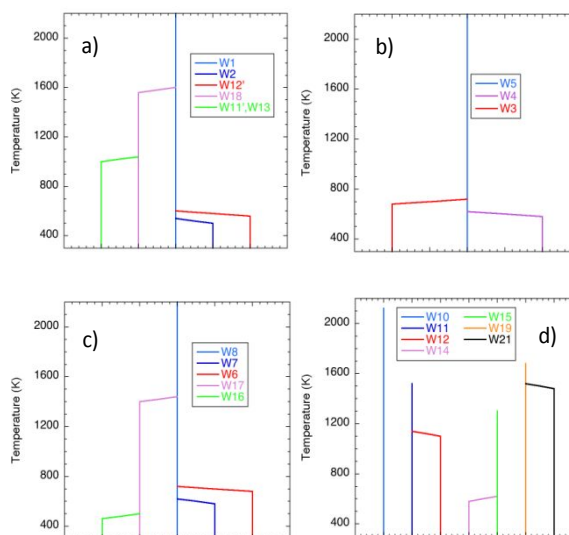 2200
2000
1600
1200
800
400
Temperature (K)
a)
W1
W2
W12'
W18
W11',W13
2000
1600
1200
800
400
Temperature (K)
b)
W5
W4
W3
2000
1600
1200
800
400
Temperature (K)
c)
W8
W7
W6
W17
W16
2000
1600
1200
800
400
Temperature (K)
W10
W11
W12
W14
W15
W19
W21
d)